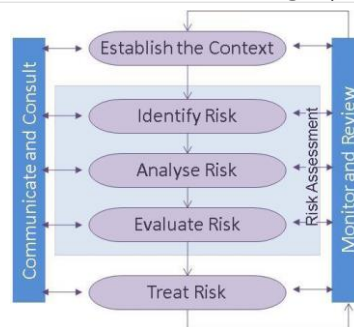 Establish the Context
Communicate and Consult
Identify Risk
Analyse Risk
Evaluate Risk
Risk Assessment
Monitor and Review
Treat Risk